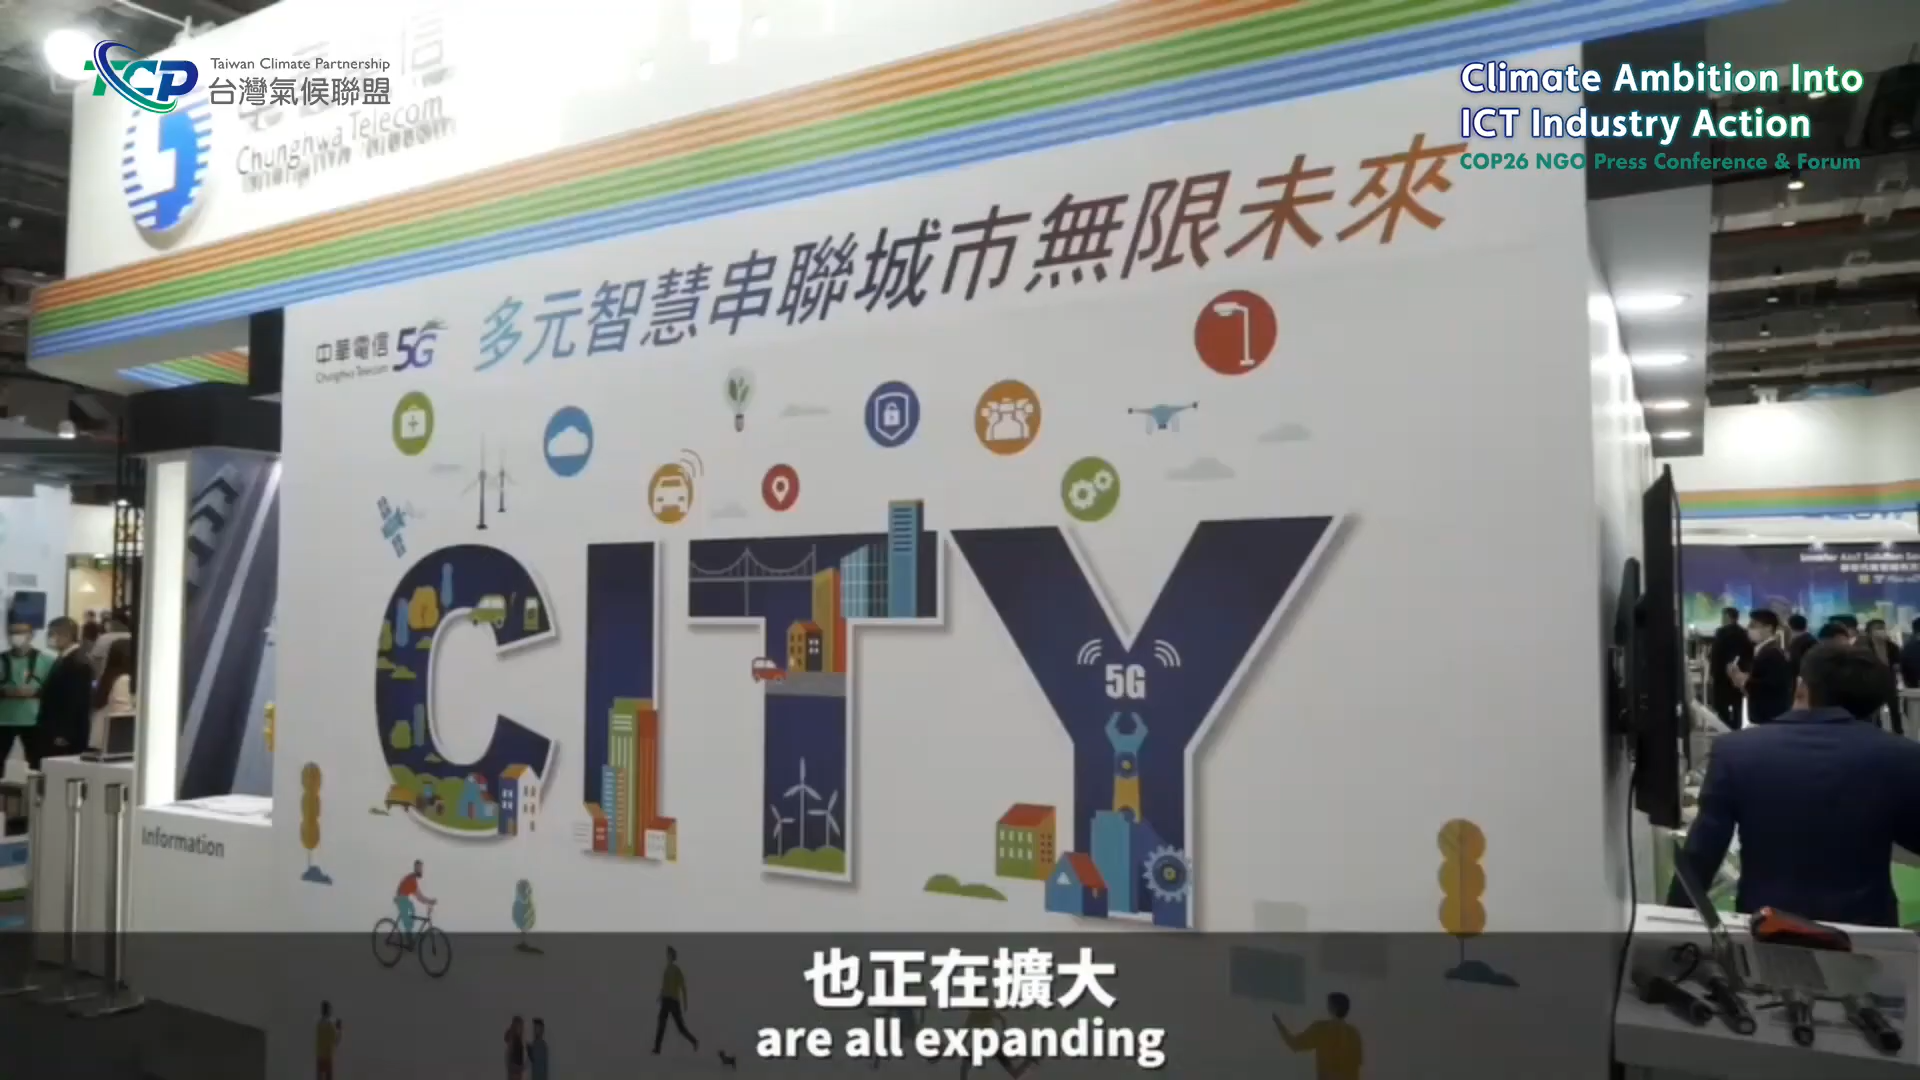 TCP
Taiwan Climate Partnership
台灣氣候聯盟
Climate Ambition Into
ICT Industry Action
COP26 NGO Press Conference & Forum
Chunghwa Telecom
多元智慧串聯城市無限未來
中華電信 5G
Chunghwa Telecom
CITY
5G
Information
也正在擴大
are all expanding